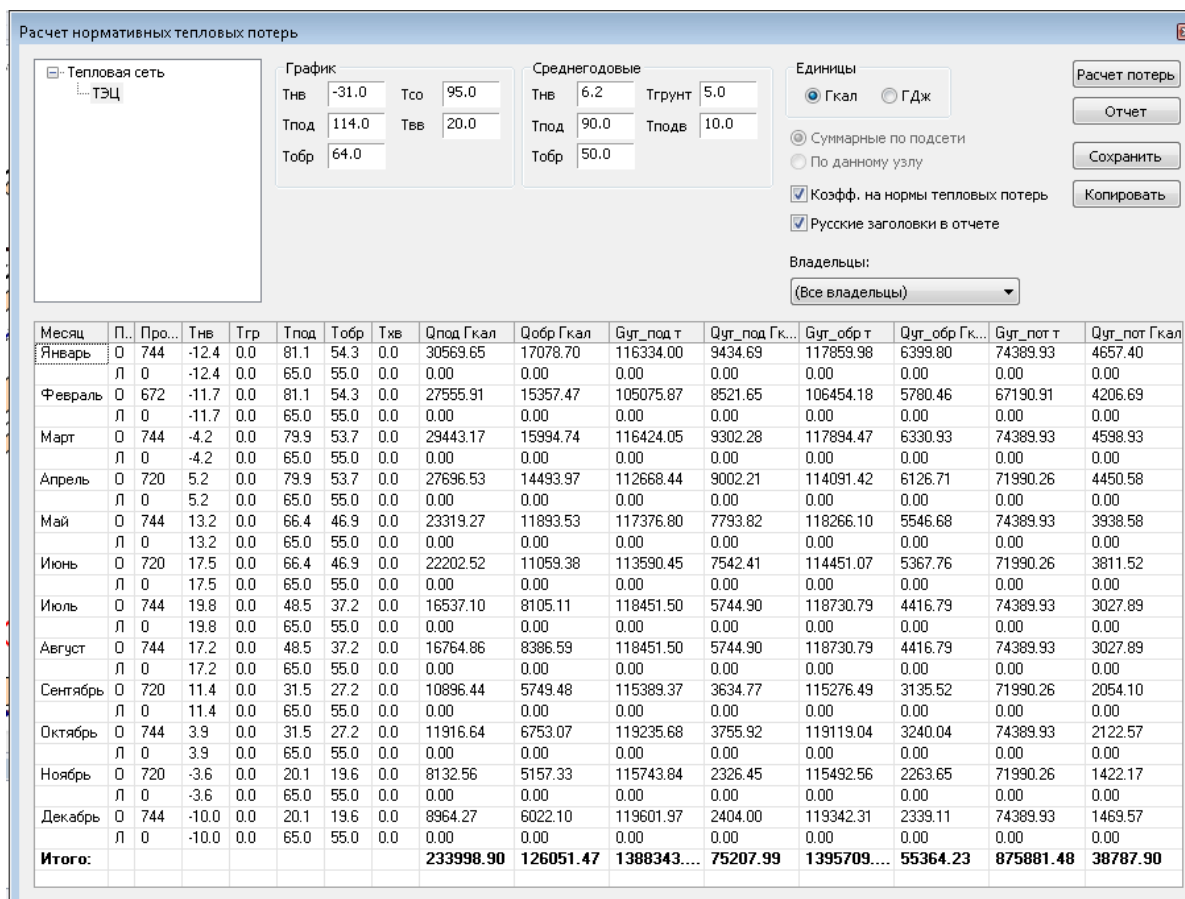 Расчет нормативных тепловых потерь
Тепловая сеть
ТЭЦ
График
Тнв -31.0 Тсо 95.0
Тпод 114.0 Твв 20.0
Тобр 64.0
Среднегодовые
Тнв 6.2 Тгрунт 5.0
Тпод 90.0 Тподв 10.0
Тобр 50.0
Единицы
Гкал ГДж
Суммарные по подсети
По данному узлу
Коэфф. на нормы тепловых потерь
Русские заголовки в отчете
Владельцы:
(Все владельцы)
Расчет потерь
Отчет
Сохранить
Копировать
Месяц П.. Про... Тнв Тгр Тпод Тобр Тхв Qпод Гкал Qобр Гкал Gут_под т Qут_под Гк... Gут_обр т Qут_обр Гк... Gут_пот т Qут_пот Гкал
Январь О 744 -12.4 0.0 81.1 54.3 0.0 30569.65 17078.70 116334.00 9434.69 117859.98 6399.80 74389.93 4657.40
Л 0 -12.4 0.0 65.0 55.0 0.0 0.00 0.00 0.00 0.00 0.00 0.00 0.00 0.00
Февраль О 672 -11.7 0.0 81.1 54.3 0.0 27555.91 15357.47 105075.87 8521.65 106454.18 5780.46 67190.91 4206.69
Л 0 -11.7 0.0 65.0 55.0 0.0 0.00 0.00 0.00 0.00 0.00 0.00 0.00 0.00
Март О 744 -4.2 0.0 79.9 53.7 0.0 29443.17 15994.74 116424.05 9302.28 117894.47 6330.93 74389.93 4598.93
Л 0 -4.2 0.0 65.0 55.0 0.0 0.00 0.00 0.00 0.00 0.00 0.00 0.00 0.00
Апрель О 720 5.2 0.0 79.9 53.7 0.0 27696.53 14493.97 112668.44 9002.21 114091.42 6126.71 71990.26 4450.58
Л 0 5.2 0.0 65.0 55.0 0.0 0.00 0.00 0.00 0.00 0.00 0.00 0.00 0.00
Май О 744 13.2 0.0 66.4 46.9 0.0 23319.27 11893.53 117376.80 7793.82 118266.10 5546.68 74389.93 3938.58
Л 0 13.2 0.0 65.0 55.0 0.0 0.00 0.00 0.00 0.00 0.00 0.00 0.00 0.00
Июнь О 720 17.5 0.0 66.4 46.9 0.0 22202.52 11059.38 113590.45 7542.41 114451.07 5367.76 71990.26 3811.52
Л 0 17.5 0.0 65.0 55.0 0.0 0.00 0.00 0.00 0.00 0.00 0.00 0.00 0.00
Июль О 744 19.8 0.0 48.5 37.2 0.0 16537.10 8105.11 118451.50 5744.90 118730.79 4416.79 74389.93 3027.89
Л 0 19.8 0.0 65.0 55.0 0.0 0.00 0.00 0.00 0.00 0.00 0.00 0.00 0.00
Август О 744 17.2 0.0 48.5 37.2 0.0 16764.86 8386.59 118451.50 5744.90 118730.79 4416.79 74389.93 3027.89
Л 0 17.2 0.0 65.0 55.0 0.0 0.00 0.00 0.00 0.00 0.00 0.00 0.00 0.00
Сентябрь О 720 11.4 0.0 31.5 27.2 0.0 10896.44 5749.48 115389.37 3634.77 115276.49 3135.52 71990.26 2054.10
Л 0 11.4 0.0 65.0 55.0 0.0 0.00 0.00 0.00 0.00 0.00 0.00 0.00 0.00
Октябрь О 744 3.9 0.0 31.5 27.2 0.0 11916.64 6753.07 119235.68 3755.92 119119.04 3240.04 74389.93 2122.57
Л 0 3.9 0.0 65.0 55.0 0.0 0.00 0.00 0.00 0.00 0.00 0.00 0.00 0.00
Ноябрь О 720 -3.6 0.0 20.1 19.6 0.0 8132.56 5157.33 115743.84 2326.45 115492.56 2263.65 71990.26 1422.17
Л 0 -3.6 0.0 65.0 55.0 0.0 0.00 0.00 0.00 0.00 0.00 0.00 0.00 0.00
Декабрь О 744 -10.0 0.0 20.1 19.6 0.0 8964.27 6022.10 119601.97 2404.00 119342.31 2339.11 74389.93 1469.57
Л 0 -10.0 0.0 65.0 55.0 0.0 0.00 0.00 0.00 0.00 0.00 0.00 0.00 0.00
Итого: 233998.90 126051.47 1388343.... 75207.99 1395709.... 55364.23 875881.48 38787.90